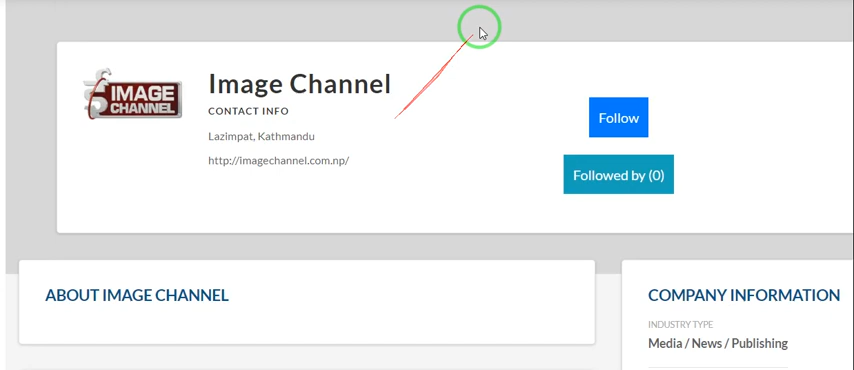 IMAGE
CHANNEL
Image Channel
CONTACT INFO
Lazimpat, Kathmandu
http://imagechannel.com.np/
Follow
Followed by (0)
ABOUT IMAGE CHANNEL
COMPANY INFORMATION
INDUSTRY TYPE
Media / News / Publishing